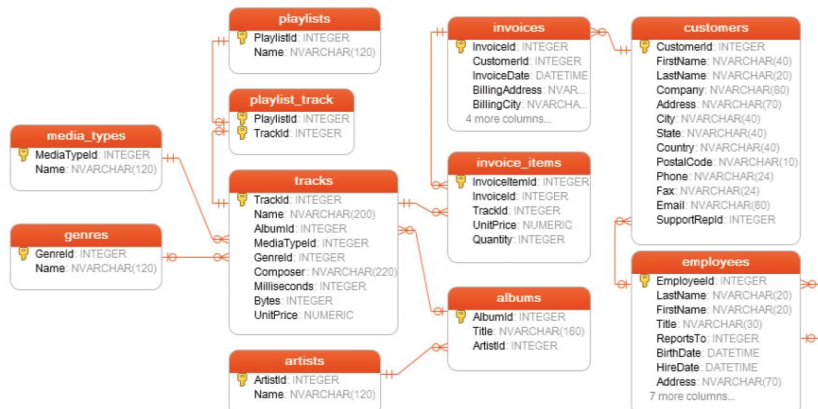 playlists
PlaylistId: INTEGER
Name: NVARCHAR(120)
playlist_track
PlaylistId: INTEGER
TrackId: INTEGER
media_types
MediaTypeId: INTEGER
Name: NVARCHAR(120)
genres
GenreId: INTEGER
Name: NVARCHAR(120)
tracks
TrackId: INTEGER
Name: NVARCHAR(200)
AlbumId: INTEGER
MediaTypeId: INTEGER
GenreId: INTEGER
Composer: NVARCHAR(220)
Milliseconds: INTEGER
Bytes: INTEGER
UnitPrice: NUMERIC
artists
ArtistId: INTEGER
Name: NVARCHAR(120)
invoices
InvoiceId: INTEGER
CustomerId: INTEGER
InvoiceDate: DATETIME
BillingAddress: NVAR...
BillingCity: NVARCHA...
4 more columns...
invoice_items
InvoiceItemId: INTEGER
InvoiceId: INTEGER
TrackId: INTEGER
UnitPrice: NUMERIC
Quantity: INTEGER
albums
AlbumId: INTEGER
Title: NVARCHAR(160)
ArtistId: INTEGER
customers
CustomerId: INTEGER
FirstName: NVARCHAR(40)
LastName: NVARCHAR(20)
Company: NVARCHAR(80)
Address: NVARCHAR(70)
City: NVARCHAR(40)
State: NVARCHAR(40)
Country: NVARCHAR(40)
PostalCode: NVARCHAR(10)
Phone: NVARCHAR(24)
Fax: NVARCHAR(24)
Email: NVARCHAR(60)
SupportRepId: INTEGER
employees
EmployeeId: INTEGER
LastName: NVARCHAR(20)
FirstName: NVARCHAR(20)
Title: NVARCHAR(30)
ReportsTo: INTEGER
BirthDate: DATETIME
HireDate: DATETIME
Address: NVARCHAR(70)
7 more columns...